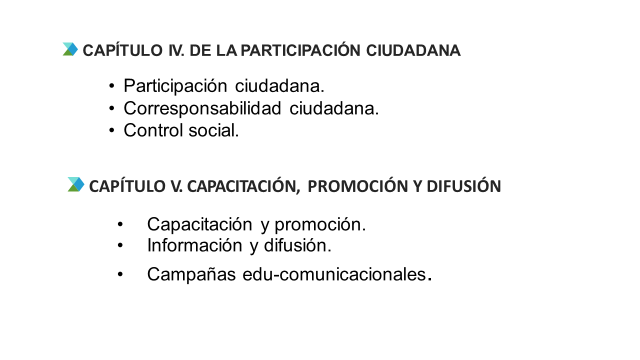 CAPÍTULO IV. DE LA PARTICIPACIÓN CIUDADANA
• Participación ciudadana.
• Corresponsabilidad ciudadana.
• Control social.
CAPÍTULO V. CAPACITACIÓN, PROMOCIÓN Y DIFUSIÓN
• Capacitación y promoción.
• Información y difusión.
• Campañas edu-comunicacionales.